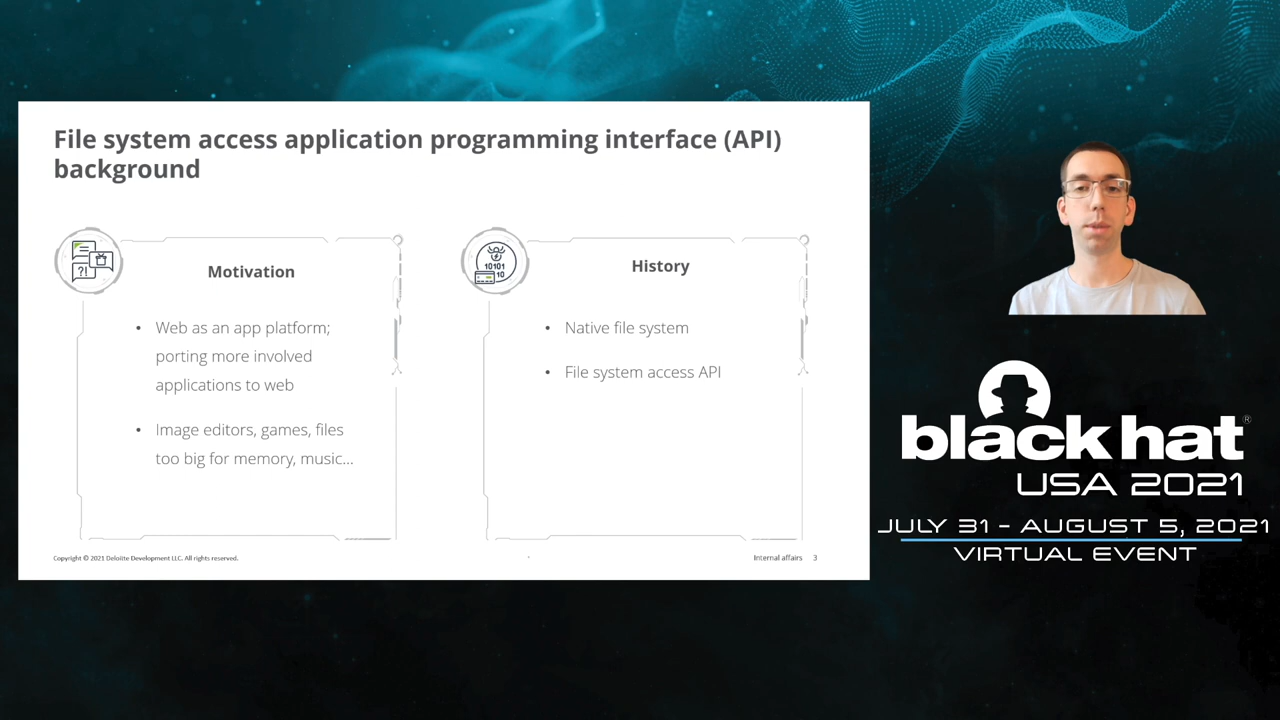 File system access application programming interface (API)
background
Motivation
• Web as an app platform;
porting more involved
applications to web
• Image editors, games, files
too big for memory, music...
?!
History
• Native file system
• File system access API
10101
10
Copyright © 2021 Deloitte Development LLC. All rights reserved.
Internal affairs 3
black hat®
USA 2021
JULY 31 - AUGUST 5, 2021
VIRTUAL EVENT